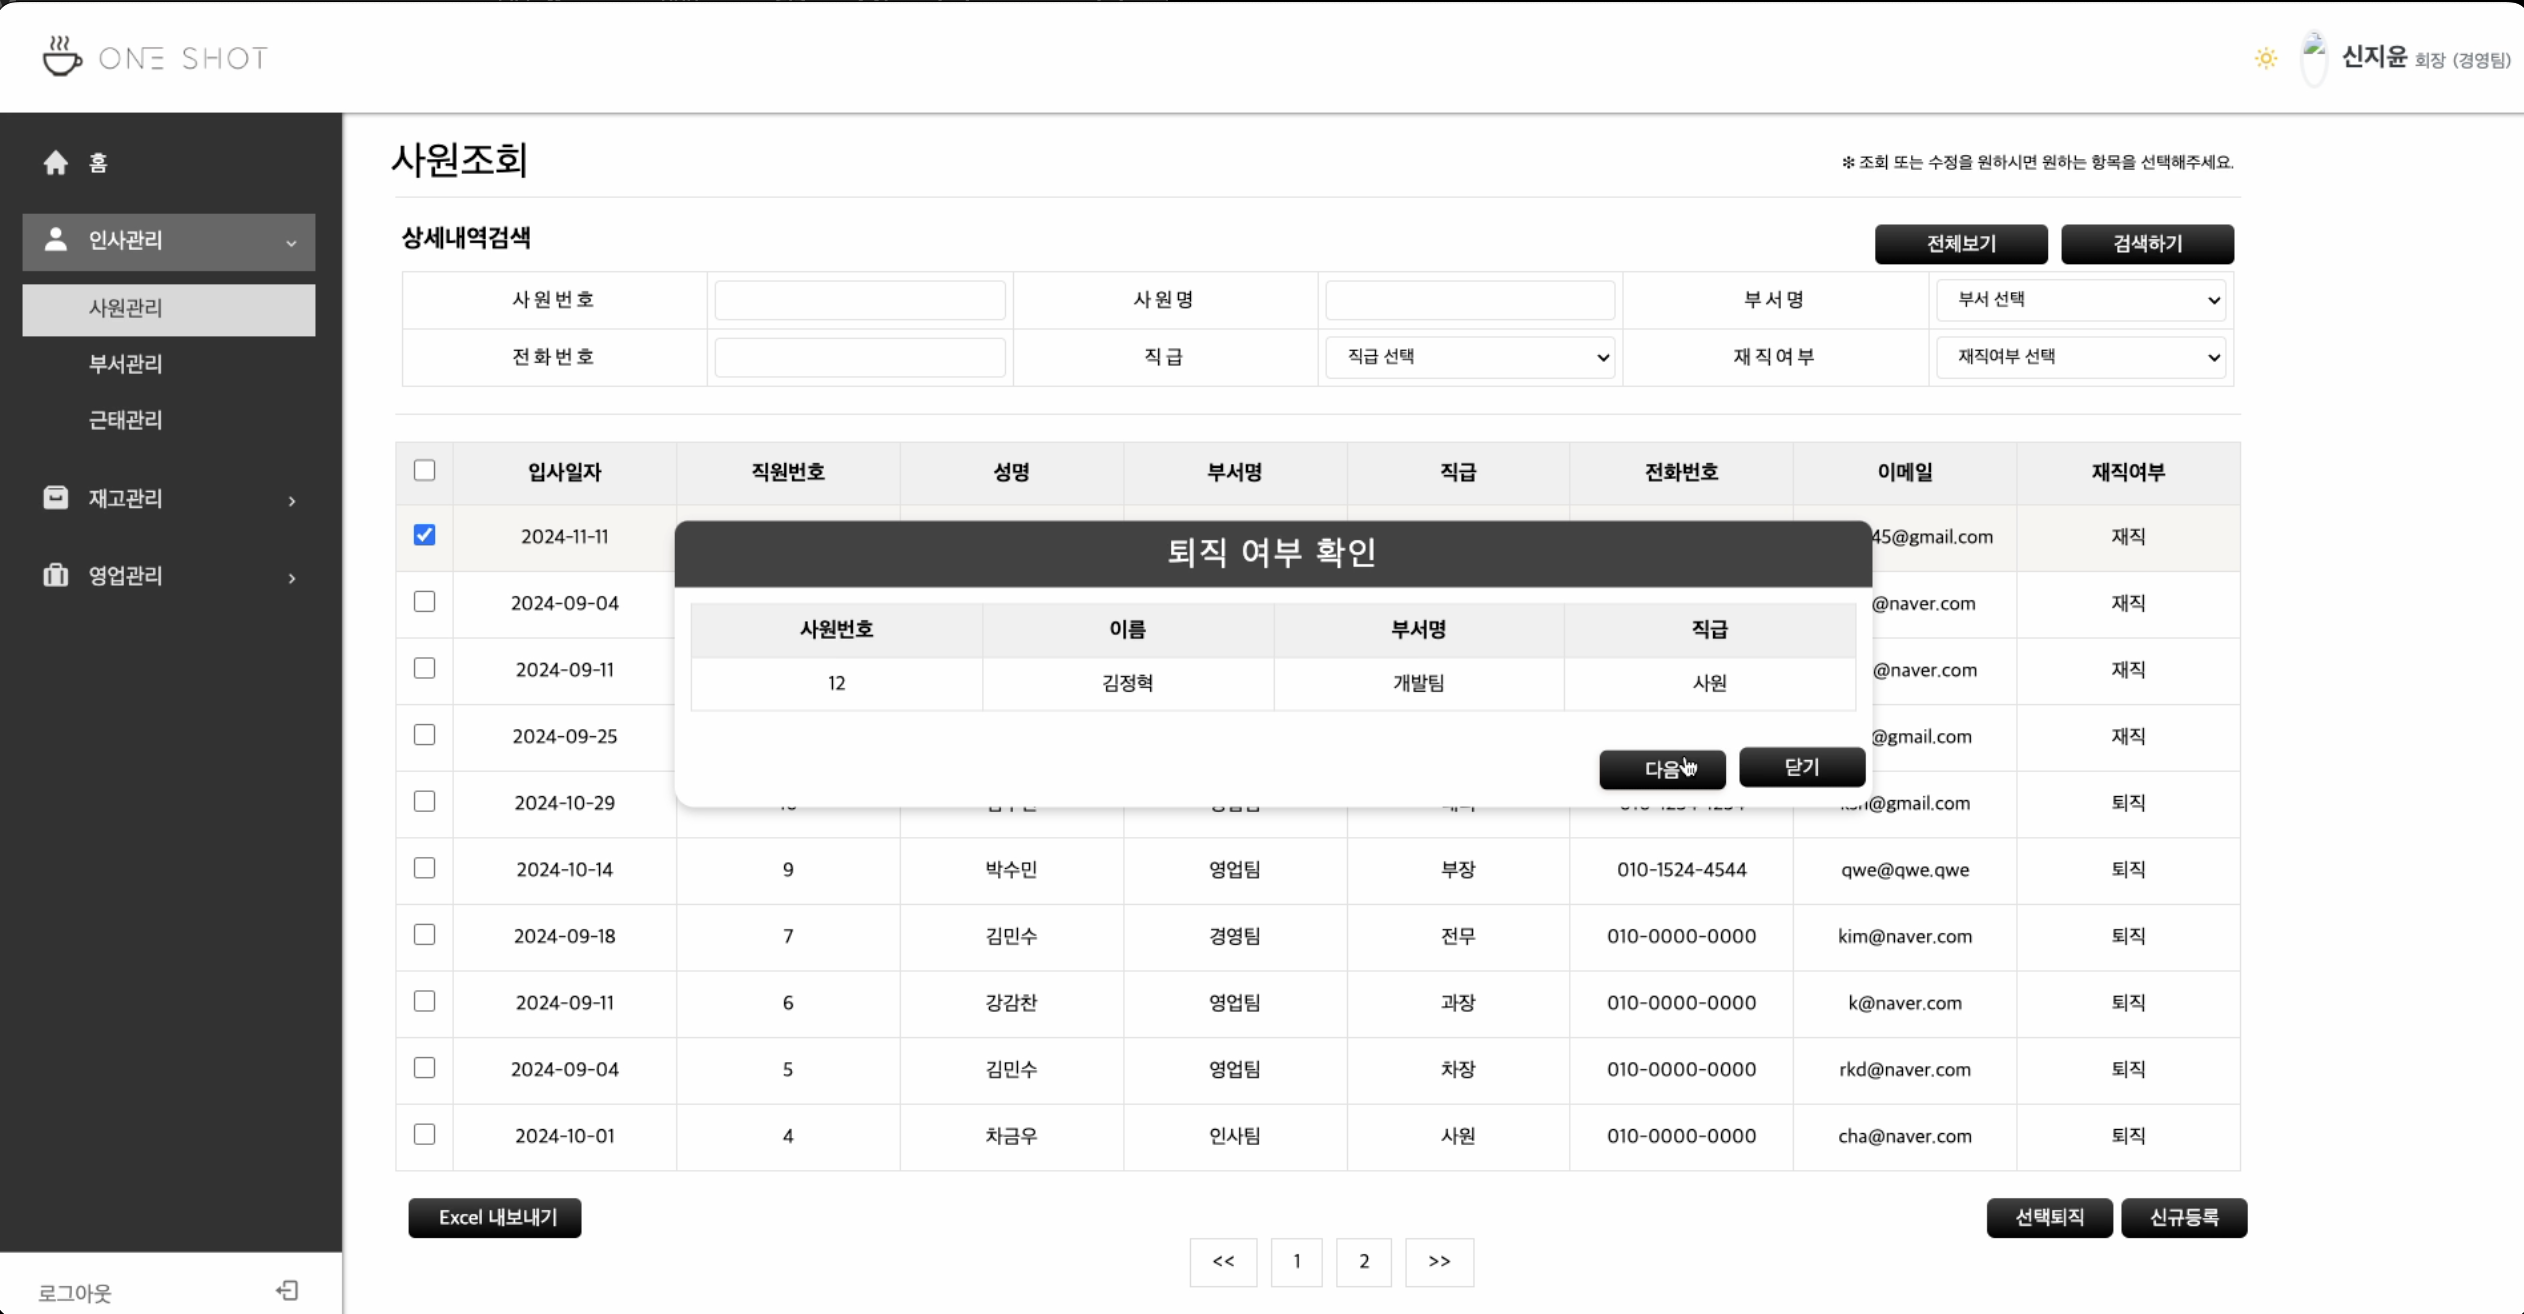 ONE SHOT
신지윤 회장 (경영팀)
홈
인사관리
사원관리
부서관리
근태관리
재고관리
영업관리
로그아웃
사원조회
✻ 조회 또는 수정을 원하시면 원하는 항목을 선택해주세요.
상세내역검색
전체보기 검색하기
사원번호 사원명 부서명 부서 선택
전화번호 직급 직급 선택 재직여부 재직여부 선택
입사일자 직원번호 성명 부서명 직급 전화번호 이메일 재직여부
2024-11-11 45@gmail.com 재직
2024-09-04 @naver.com 재직
2024-09-11 @naver.com 재직
2024-09-25 @gmail.com 재직
2024-10-29 @gmail.com 퇴직
2024-10-14 9 박수민 영업팀 부장 010-1524-4544 qwe@qwe.qwe 퇴직
2024-09-18 7 김민수 경영팀 전무 010-0000-0000 kim@naver.com 퇴직
2024-09-11 6 강감찬 영업팀 과장 010-0000-0000 k@naver.com 퇴직
2024-09-04 5 김민수 영업팀 차장 010-0000-0000 rkd@naver.com 퇴직
2024-10-01 4 차금우 인사팀 사원 010-0000-0000 cha@naver.com 퇴직
퇴직 여부 확인
사원번호 이름 부서명 직급
12 김정혁 개발팀 사원
다음 닫기
Excel 내보내기 선택퇴직 신규등록
<< 1 2 >>